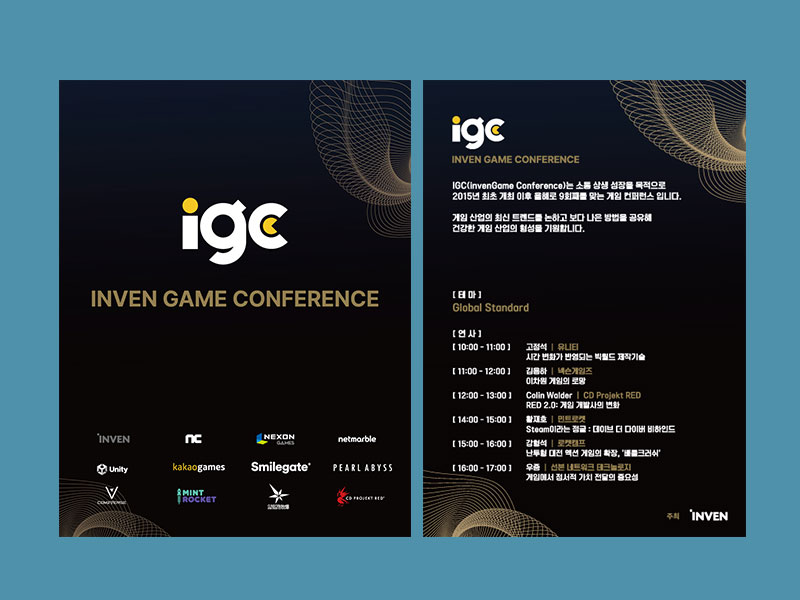 igc
INVEN GAME CONFERENCE
INVEN
nc
NEXON
GAMES
netmarble
Unity
kakaogames
Smilegate
PEARL ABYSS
MINT
ROCKET
CD PROJEKT RED
igc
INVEN GAME CONFERENCE
IGC(invenGame Conference)는 소통 상생 성장을 목적으로
2015년 최초 개최 이후 올해로 9회째를 맞는 게임 컨퍼런스 입니다.
게임 산업의 최신 트렌드를 논하고 보다 나은 방법을 공유해
건강한 게임 산업의 형성을 기원합니다.
[ 테 마 ]
Global Standard
[ 연 사 ]
[ 10:00 - 11:00 ] 고정석 | 유니티
시간 변화가 반영되는 빅월드 제작기술
[ 11:00 - 12:00 ] 김용하 | 넥슨게임즈
이차원 게임의 로망
[ 12:00 - 13:00 ] Colin Walder | CD Projekt RED
RED 2.0: 게임 개발사의 변화
[ 14:00 - 15:00 ] 황재호 | 민트로켓
Steam이라는 정글 : 데이브 더 다이버 비하인드
[ 15:00 - 16:00 ] 강형석 | 로켓캠프
난투형 대전 액션 게임의 확장, '배틀크러쉬'
[ 16:00 - 17:00 ] 우중 | 선본 네트워크 테크놀로지
게임에서 정서적 가치 전달의 중요성
주최 INVEN